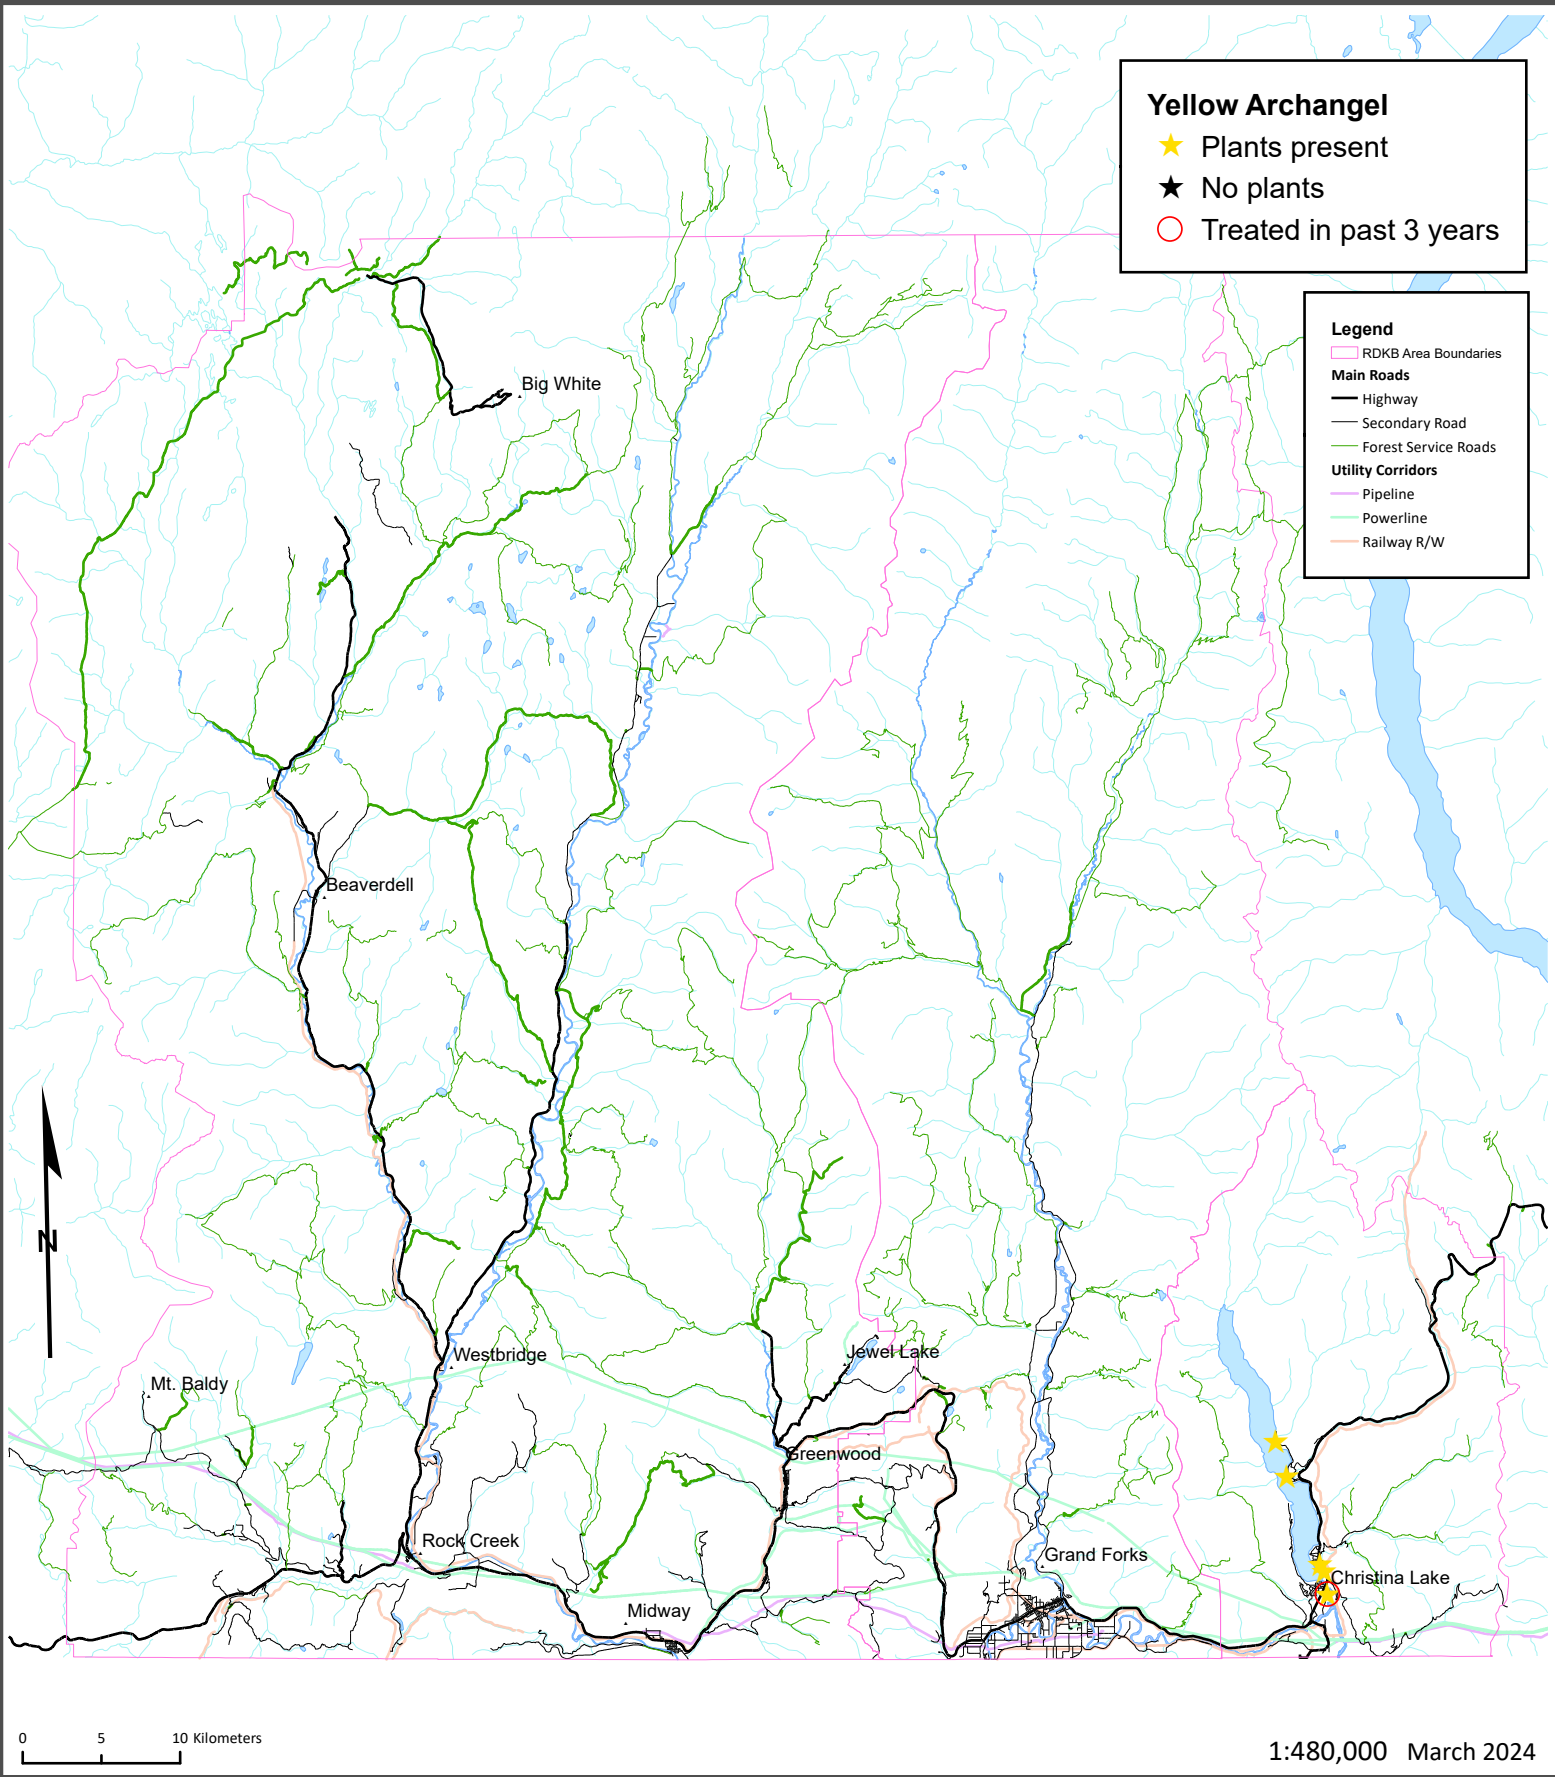 Yellow Archangel
Plants present
No plants
Treated in past 3 years
Legend
RDKB Area Boundaries
Main Roads
Highway
Secondary Road
Forest Service Roads
Utility Corridors
Pipeline
Powerline
Railway R/W
Big White
Beaverdell
N
Westbridge
Jewel Lake
Mt. Baldy
Greenwood
Rock Creek
Grand Forks
Christina Lake
Midway
0 5 10 Kilometers
1:480,000 March 2024